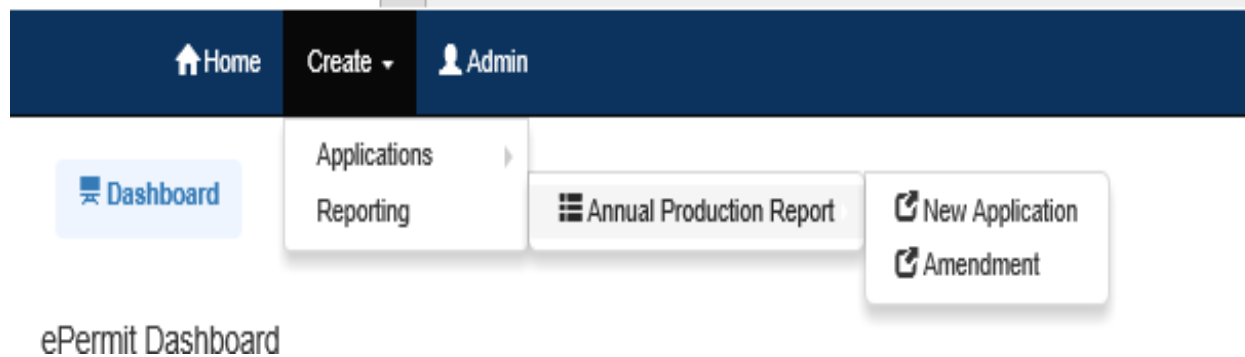 Home Create Admin
Applications
Dashboard
Reporting Annual Production Report New Application
Amendment
ePermit Dashboard